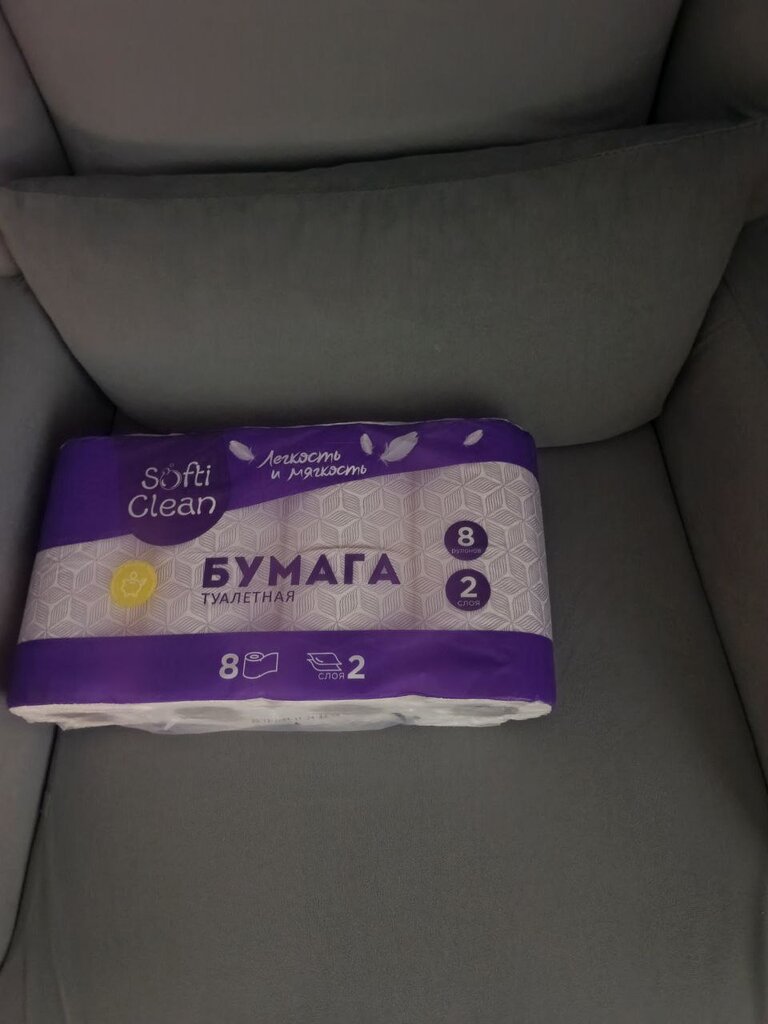 Softi
Clean
Легкость
и мягкость
БУМАГА
ТУАЛЕТНАЯ
8
рулонов
2
слоя
8
слоя 2